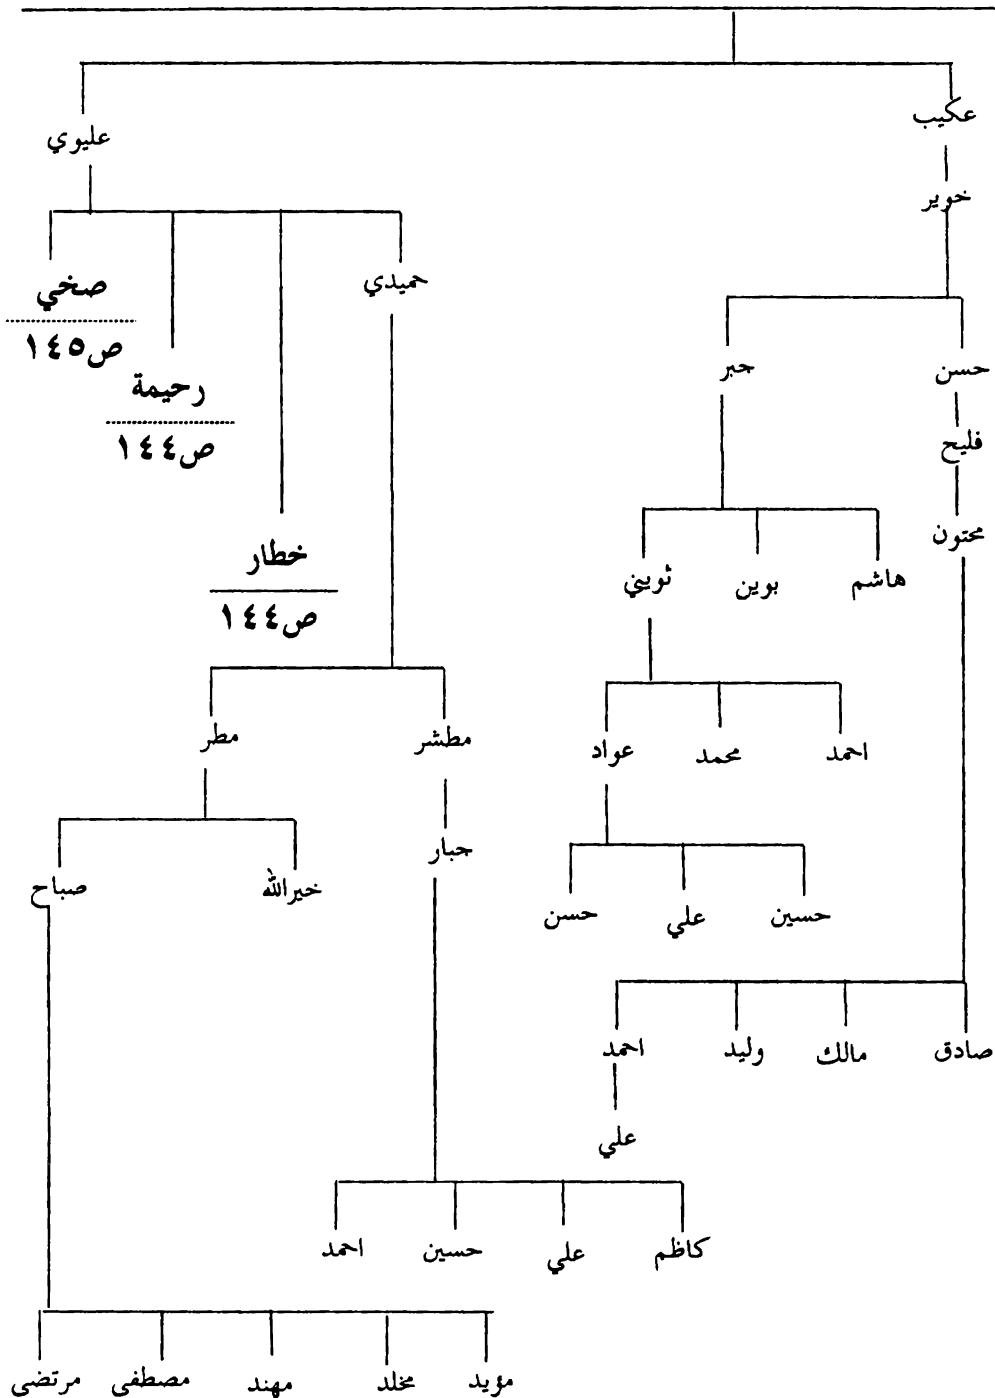 عكيب
عليوي
خوير
حميدي
صخي
ص١٤٥
حسن
جبر
رحيمة
ص١٤٤
فليح
محتون
خطار
ص١٤٤
هاشم
بوين
ثويني
مطشر
مطر
احمد
محمد
عواد
جبار
خيرالله
صباح
حسين
علي
حسن
صادق
مالك
وليد
احمد
علي
كاظم
علي
حسين
احمد
مؤيد
مخلد
مهند
مصطفى
مرتضى